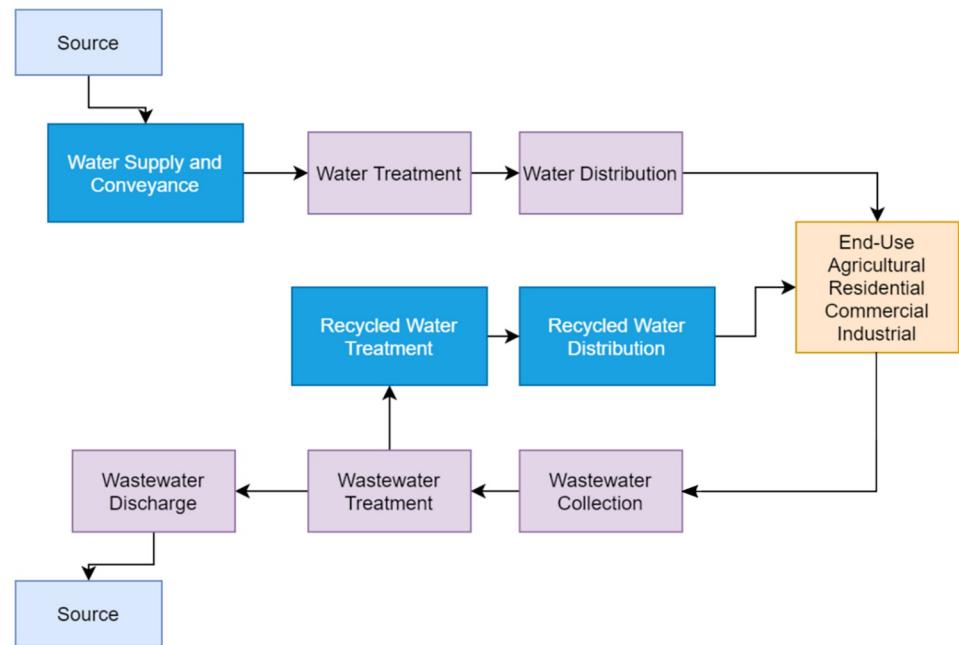 Source
Water Supply and
Conveyance
Water Treatment
Water Distribution
End-Use
Agricultural
Residential
Commercial
Industrial
Recycled Water
Treatment
Recycled Water
Distribution
Wastewater
Discharge
Wastewater
Treatment
Wastewater
Collection
Source